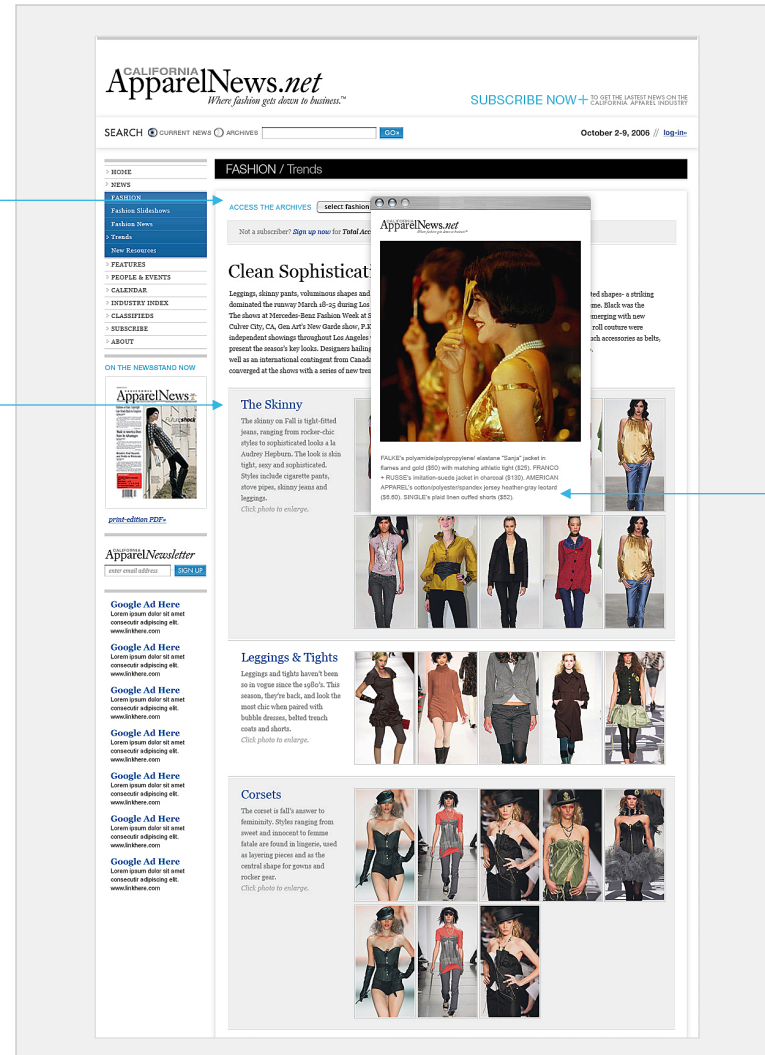 CALIFORNIA
ApparelNews.net
Where fashion gets down to business.™
SUBSCRIBE NOW+ TO GET THE LASTEST NEWS ON THE
CALIFORNIA APPAREL INDUSTRY
SEARCH CURRENT NEWS ARCHIVES GO»
October 2-9, 2006 // log-in»
> HOME
> NEWS
FASHION
Fashion Slideshows
Fashion News
> Trends
New Resources
> FEATURES
> PEOPLE & EVENTS
> CALENDAR
> INDUSTRY INDEX
> CLASSIFIEDS
> SUBSCRIBE
> ABOUT
ON THE NEWSSTAND NOW
ApparelNews
Futureshock
print-edition PDF»
CALIFORNIA
ApparelNewsletter
enter email address SIGN UP
Google Ad Here
Lorem ipsum dolor sit amet
consecutir adipiscing elit.
www.linkhere.com
Google Ad Here
Lorem ipsum dolor sit amet
consecutir adipiscing elit.
www.linkhere.com
Google Ad Here
Lorem ipsum dolor sit amet
consecutir adipiscing elit.
www.linkhere.com
Google Ad Here
Lorem ipsum dolor sit amet
consecutir adipiscing elit.
www.linkhere.com
Google Ad Here
Lorem ipsum dolor sit amet
consecutir adipiscing elit.
www.linkhere.com
Google Ad Here
Lorem ipsum dolor sit amet
consecutir adipiscing elit.
www.linkhere.com
Google Ad Here
Lorem ipsum dolor sit amet
consecutir adipiscing elit.
www.linkhere.com
FASHION / Trends
ACCESS THE ARCHIVES select fashion
Not a subscriber? Sign up now for Total
Clean
Leggings, skinny pants, voluminous shapes and
dominated the runway March 18-25 during Los
The shows at Mercedes-Benz Fashion Week at
Culver City, CA, Gen Art's New Garde show,
independent showings throughout Los Angeles
present the season's key looks. Designers hailing
well as an international contingent from Canada
converged at the shows with a series of new
shapes- a striking
Black was the
emerging with new
roll couture were
such accessories as belts,
CALIFORNIA
ApparelNews.net
Where fashion gets down to business.™
FALKE's polyamide/polypropylene/ elastane "Sanja" jacket in
flames and gold ($50) with matching athletic tight ($25). FRANCO
+ RUSSE's imitation-suede jacket in charcoal ($130). AMERICAN
APPAREL's cotton/polyester/spandex jersey heather-gray leotard
($6.60). SINGLE's plaid linen cuffed shorts ($52).
The Skinny
The skinny on Fall is tight-fitted
jeans, ranging from rocker-chic
styles to sophisticated looks a la
Audrey Hepburn. The look is skin
tight, sexy and sophisticated.
Styles include cigarette pants,
stove pipes, skinny jeans and
leggings.
Click photo to enlarge.
Leggings & Tights
Leggings and tights haven't been
so in vogue since the 1980's. This
season, they're back, and look the
most chic when paired with
bubble dresses, belted trench
coats and shorts.
Click photo to enlarge.
Corsets
The corset is fall's answer to
femininity. Styles ranging from
sweet and innocent to femme
fatale are found in lingerie, used
as layering pieces and as the
central shape for gowns and
rocker gear.
Click photo to enlarge.